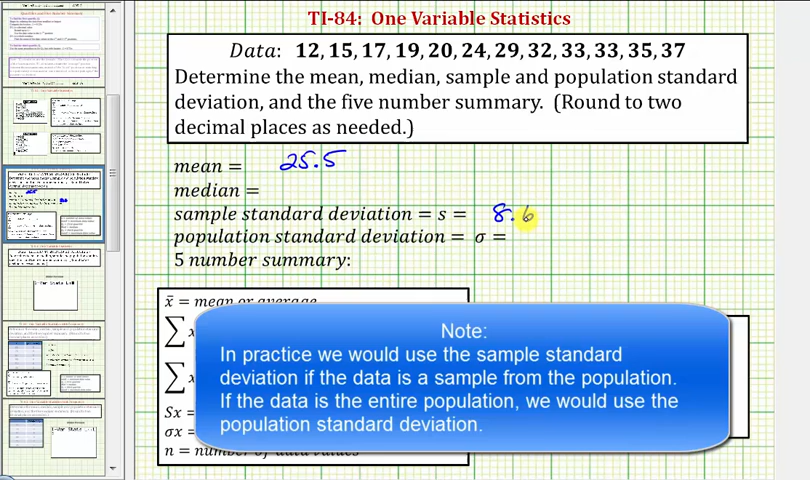 TI-84: One Variable Statistics
Data: 12, 15, 17, 19, 20, 24, 29, 32, 33, 33, 35, 37
Determine the mean, median, sample and population standard
deviation, and the five number summary. (Round to two
decimal places as needed.)
mean = 25.5
median =
sample standard deviation = s = 8.6
population standard deviation = σ =
5 number summary:
x̄ = mean or average
∑ x
∑ x
Sx =
σx =
n = number of data values
Note:
In practice we would use the sample standard
deviation if the data is a sample from the population.
If the data is the entire population, we would use the
population standard deviation.